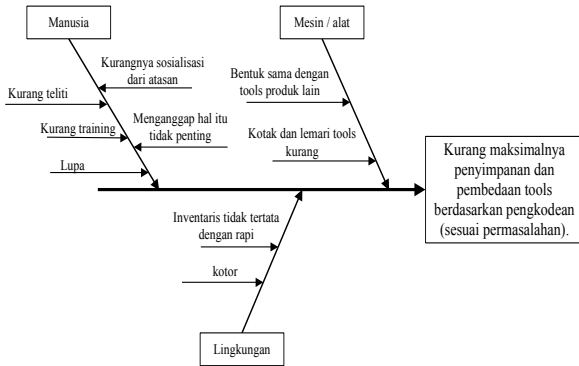 Manusia
Mesin / alat
Kurangnya sosialisasi
dari atasan
Kurang teliti
Menganggap hal itu
tidak penting
Kurang training
Lupa
Bentuk sama dengan
tools produk lain
Kotak dan lemari tools
kurang
Kurang maksimalnya
penyimpanan dan
pembedaan tools
berdasarkan pengkodean
(sesuai permasalahan).
Inventaris tidak tertata
dengan rapi
kotor
Lingkungan